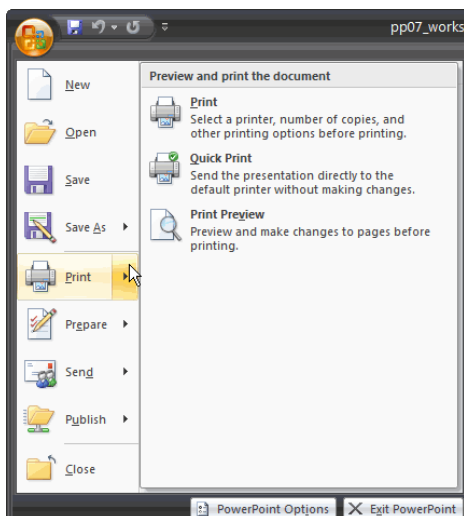 pp07_works
New
Open
Save
Save As
Print
Prepare
Send
Publish
Close
Preview and print the document
Print
Select a printer, number of copies, and
other printing options before printing.
Quick Print
Send the presentation directly to the
default printer without making changes.
Print Preview
Preview and make changes to pages before
printing.
PowerPoint Options
Exit PowerPoint